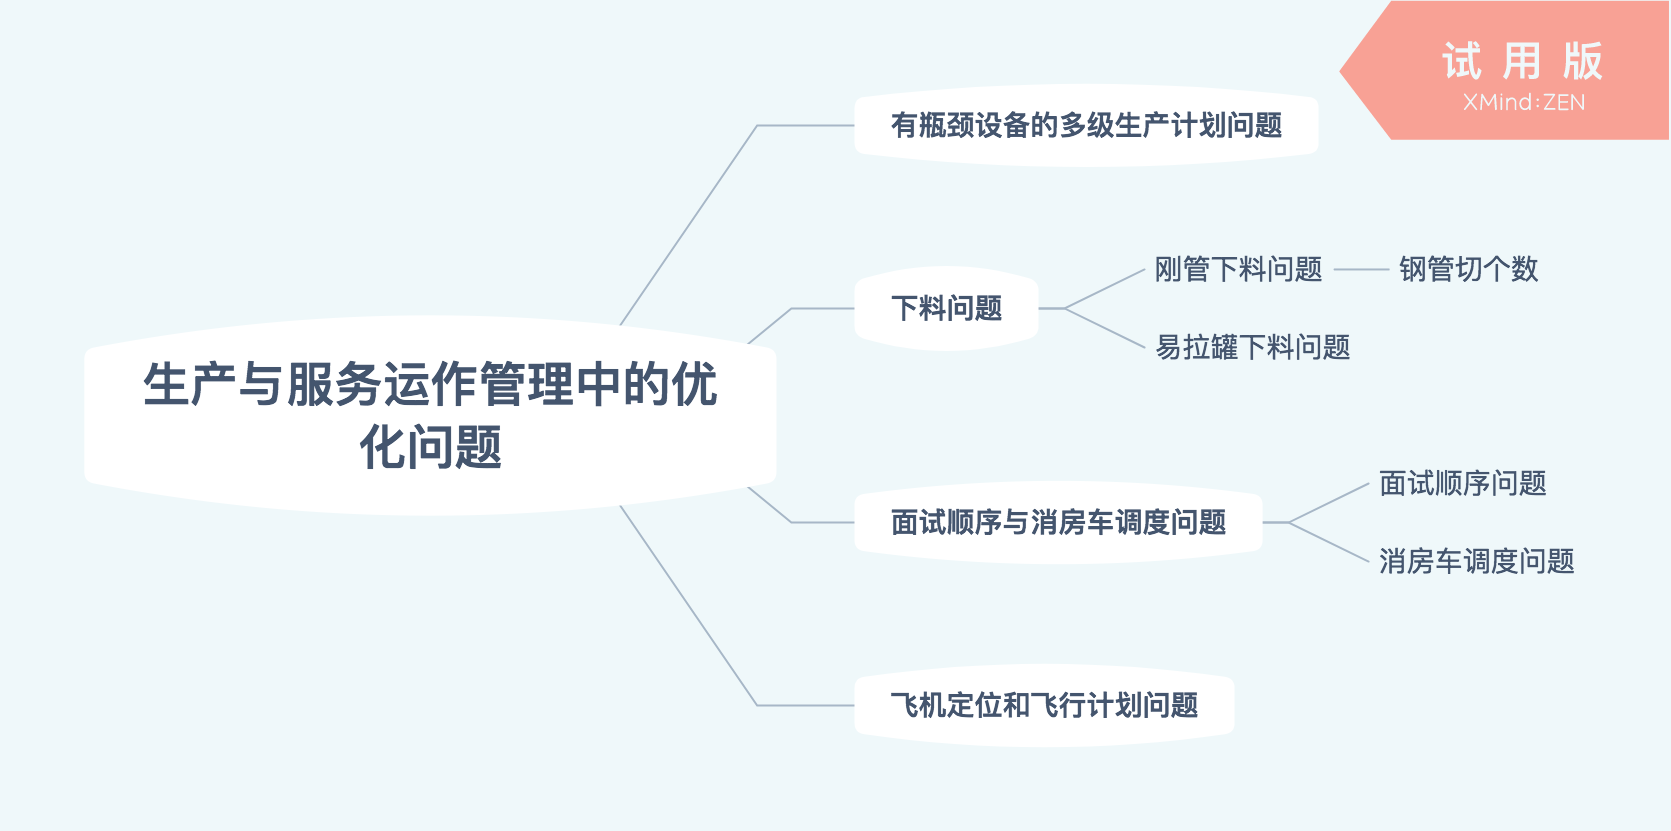 试用版
XMind:ZEN
有瓶颈设备的多级生产计划问题
刚管下料问题
钢管切个数
下料问题
易拉罐下料问题
生产与服务运作管理中的优
化问题
面试顺序问题
面试顺序与消房车调度问题
消房车调度问题
飞机定位和飞行计划问题